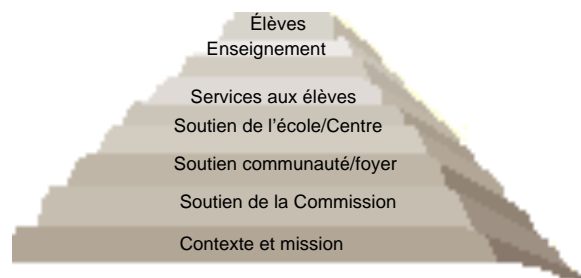 Élèves
Enseignement
Services aux élèves
Soutien de l'école/Centre
Soutien communauté/foyer
Soutien de la Commission
Contexte et mission